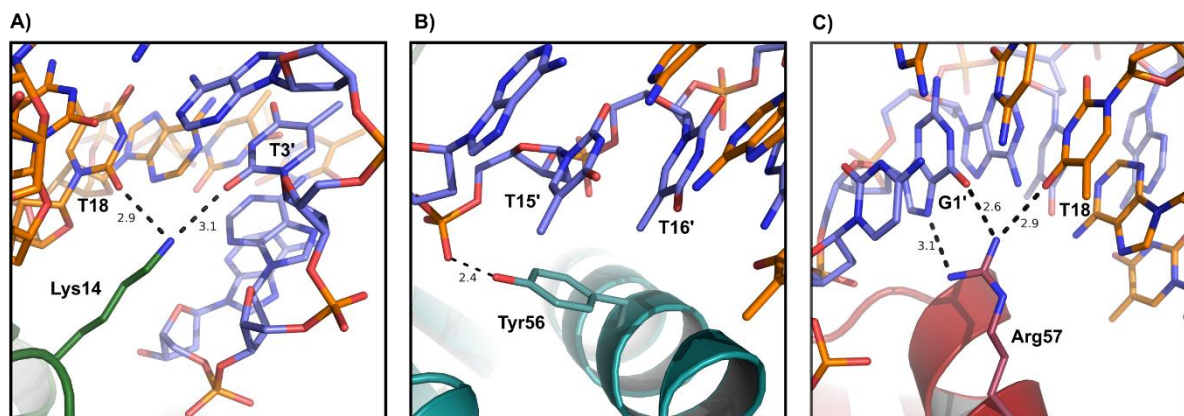 A)
T3'
T18
2.9
3.1
Lys14
B)
T15'
T16'
2.4
Tyr56
C)
G1'
2.6
T18
2.9
3.1
Arg57